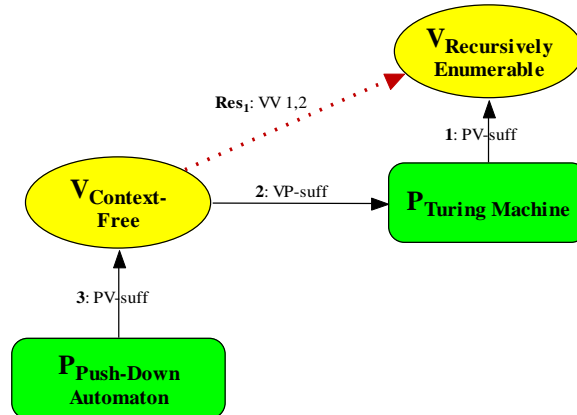 V Recursively
Enumerable
Res1: VV 1,2
1: PV-suff
V Context-
Free
2: VP-suff
P Turing Machine
3: PV-suff
P Push-Down
Automaton